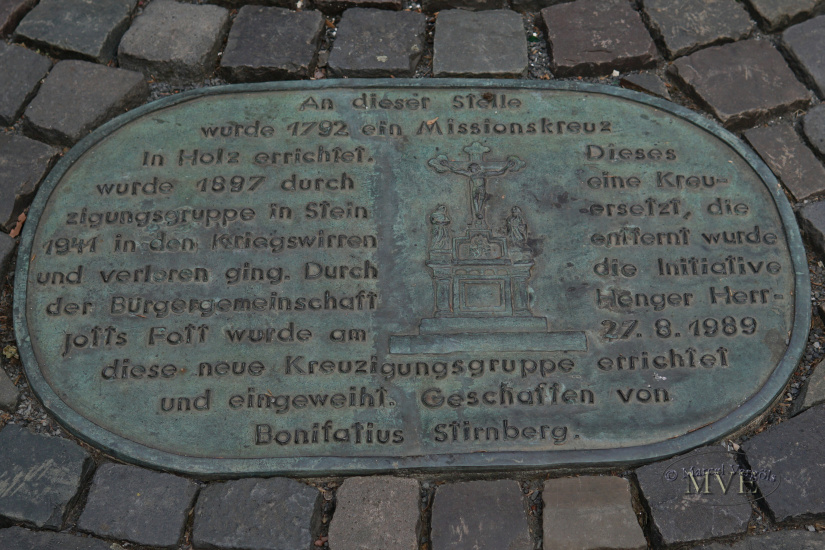 An dieser Stelle
wurde 1792 ein Missionskreuz
in Holz errichtet. Dieses
wurde 1897 durch eine Kreu-
zigungsgruppe in Stein ersetzt, die
1941 in den Kriegswirren entfernt wurde
und verloren ging. Durch die Initiative
der Bürgergemeinschaft Henger Herr-
jotts Fott wurde am 27. 8. 1989
diese neue Kreuzigungsgruppe errichtet
und eingeweiht. Geschaffen von
Bonifatius Stirnberg.
MVE